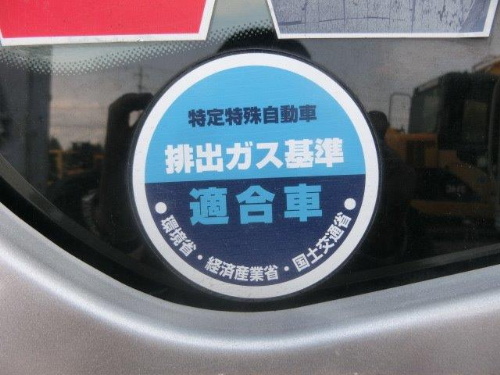 特定特殊自動車
排出ガス基準
適合車
・環境省・経済産業省・国土交通省・